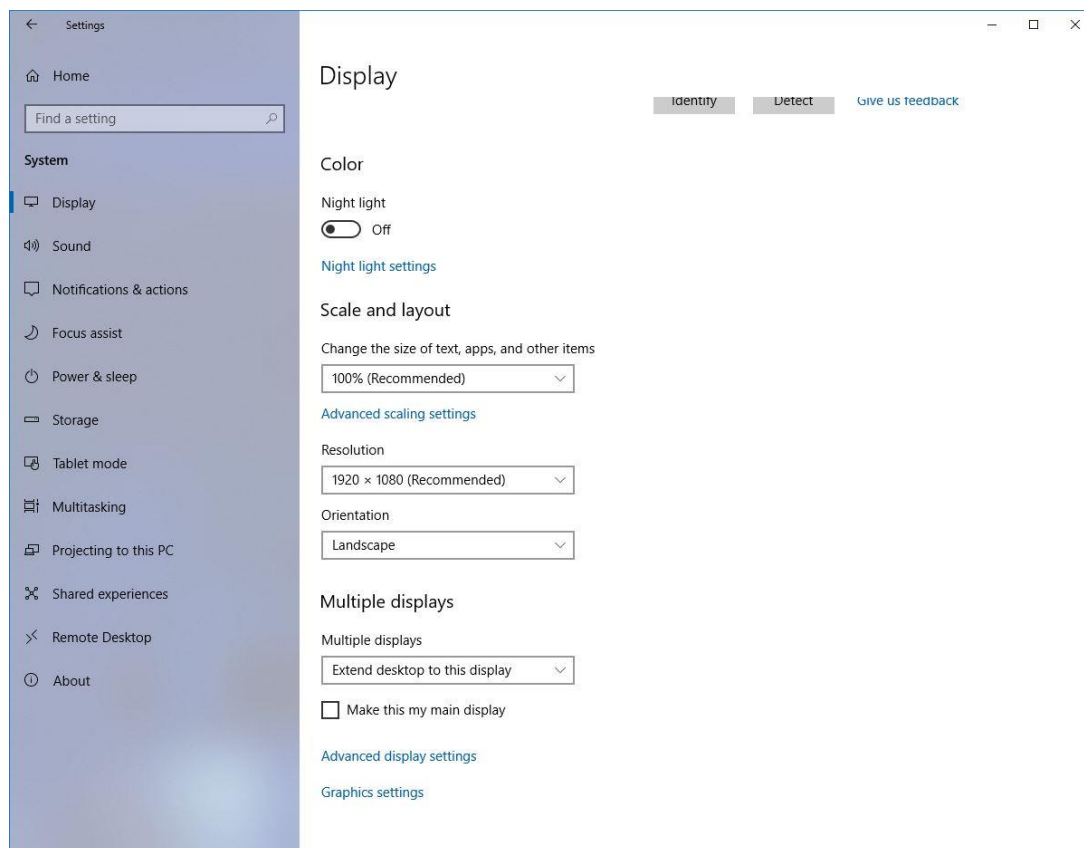 Settings
Home
Find a setting
System
Display
Sound
Notifications & actions
Focus assist
Power & sleep
Storage
Tablet mode
Multitasking
Projecting to this PC
Shared experiences
Remote Desktop
About
Display
Identify Detect Give us feedback
Color
Night light
Off
Night light settings
Scale and layout
Change the size of text, apps, and other items
100% (Recommended)
Advanced scaling settings
Resolution
1920 × 1080 (Recommended)
Orientation
Landscape
Multiple displays
Multiple displays
Extend desktop to this display
Make this my main display
Advanced display settings
Graphics settings